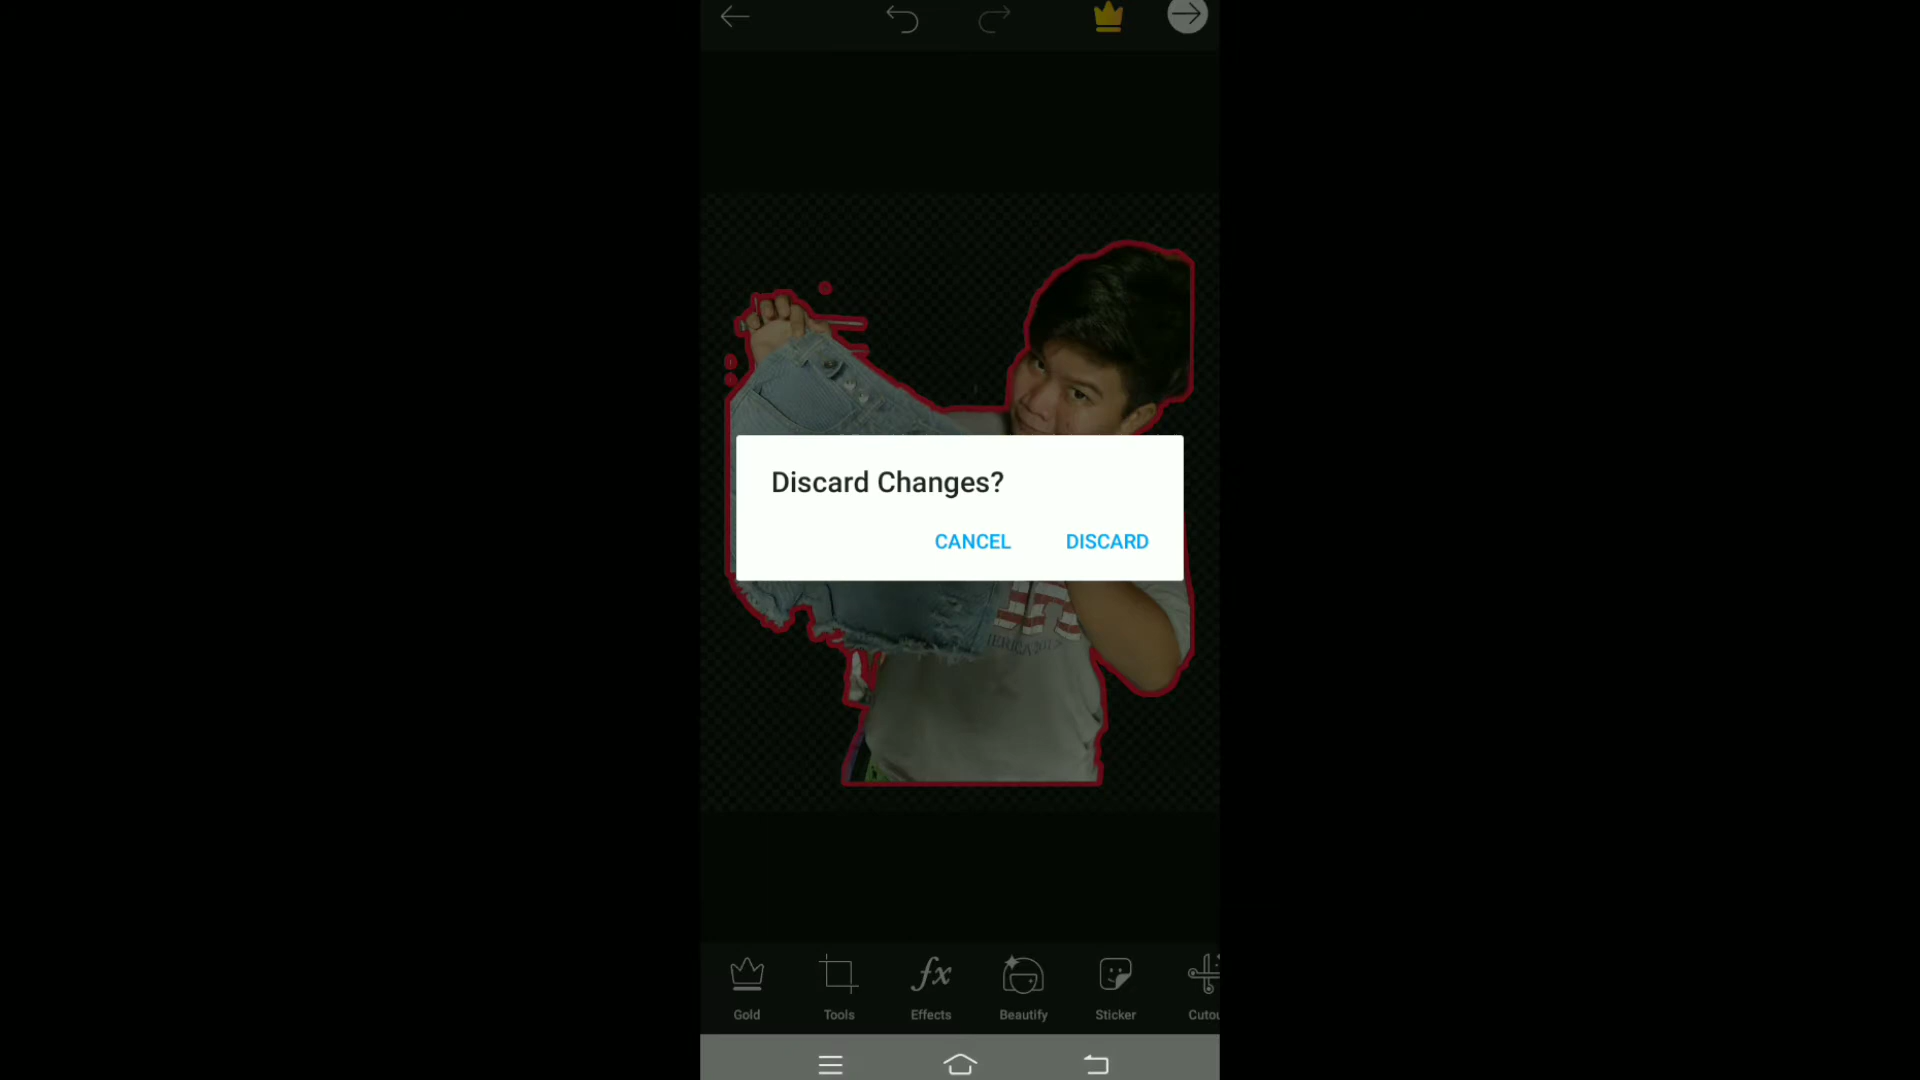 Discard Changes?
CANCEL DISCARD
Gold Tools Effects Beautify Sticker